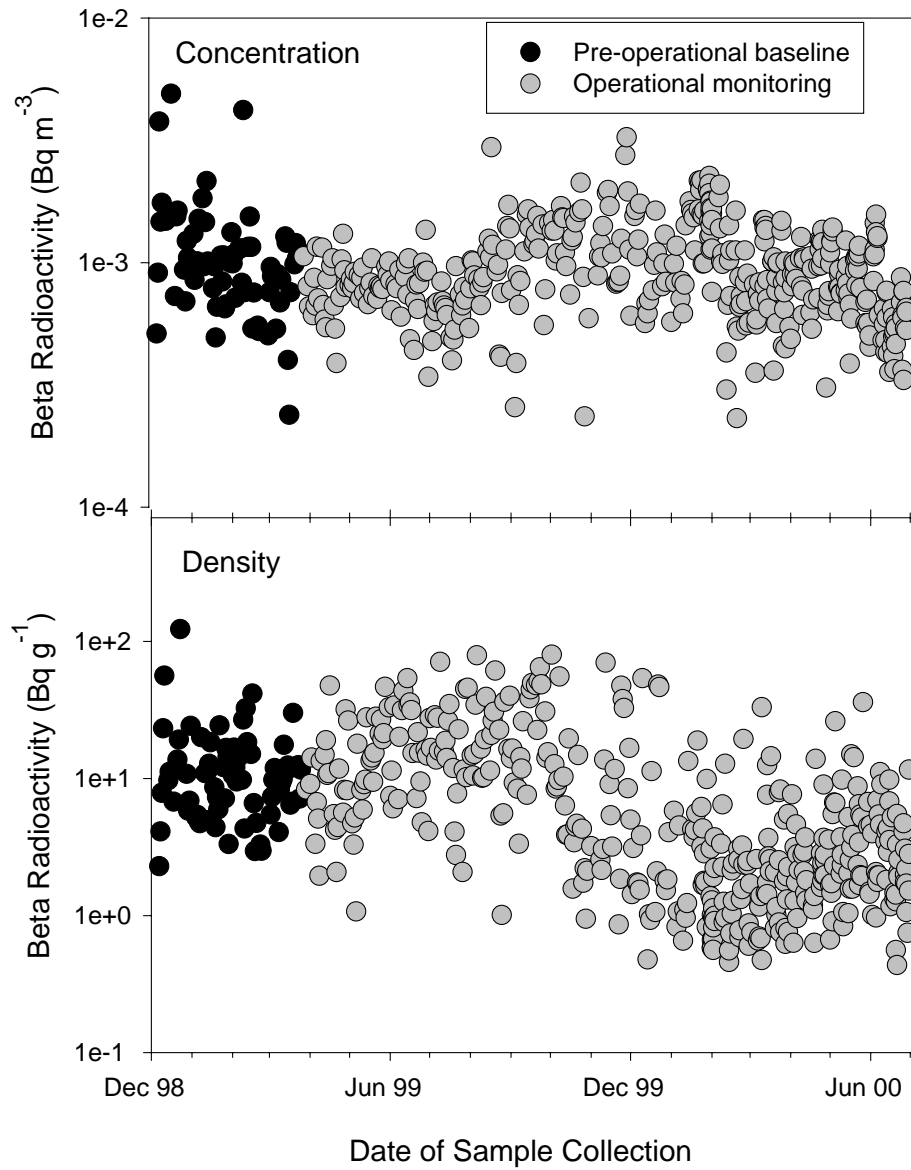 1e-2
Concentration
Pre-operational baseline
Operational monitoring
Beta Radioactivity (Bq m⁻³)
1e-3
1e-4
Density
1e+2
Beta Radioactivity (Bq g⁻¹)
1e+1
1e+0
1e-1
Dec 98 Jun 99 Dec 99 Jun 00
Date of Sample Collection